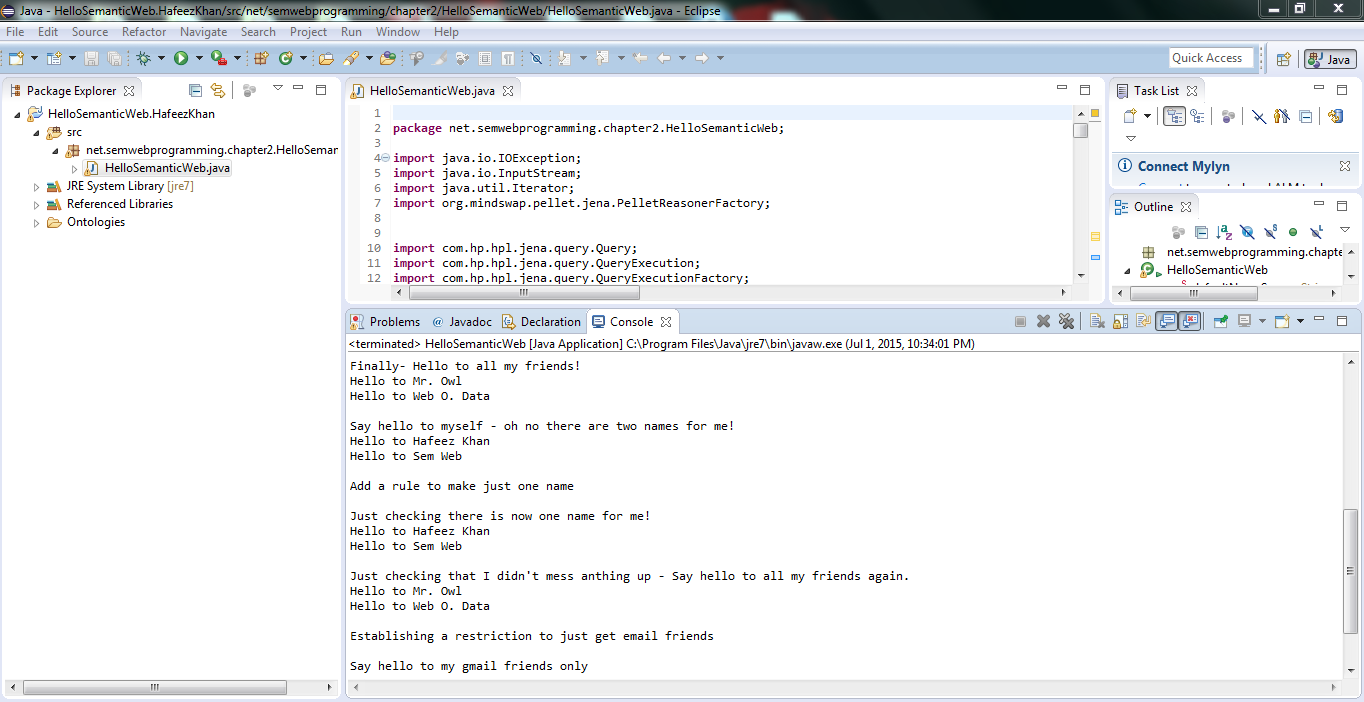 Java - HelloSemanticWeb.HafeezKhan/src/net/semwebprogramming/chapter2/HelloSemanticWeb/HelloSemanticWeb.java - Eclipse
File Edit Source Refactor Navigate Search Project Run Window Help
Quick Access
Java
Package Explorer
HelloSemanticWeb.HafeezKhan
src
net.semwebprogramming.chapter2.HelloSemar
HelloSemanticWeb.java
JRE System Library [jre7]
Referenced Libraries
Ontologies
HelloSemanticWeb.java
1
2 package net.semwebprogramming.chapter2.HelloSemanticWeb;
3
4 import java.io.IOException;
5 import java.io.InputStream;
6 import java.util.Iterator;
7 import org.mindswap.pellet.jena.PelletReasonerFactory;
8
9
10 import com.hp.hpl.jena.query.Query;
11 import com.hp.hpl.jena.query.QueryExecution;
12 import com.hp.hpl.jena.query.QueryExecutionFactory;
Task List
Connect Mylyn
Outline
net.semwebprogramming.chapte
HelloSemanticWeb
Problems @ Javadoc Declaration Console
<terminated> HelloSemanticWeb [Java Application] C:\Program Files\Java\jre7\bin\javaw.exe (Jul 1, 2015, 10:34:01 PM)
Finally- Hello to all my friends!
Hello to Mr. Owl
Hello to Web O. Data
Say hello to myself - oh no there are two names for me!
Hello to Hafeez Khan
Hello to Sem Web
Add a rule to make just one name
Just checking there is now one name for me!
Hello to Hafeez Khan
Hello to Sem Web
Just checking that I didn't mess anthing up - Say hello to all my friends again.
Hello to Mr. Owl
Hello to Web O. Data
Establishing a restriction to just get email friends
Say hello to my gmail friends only